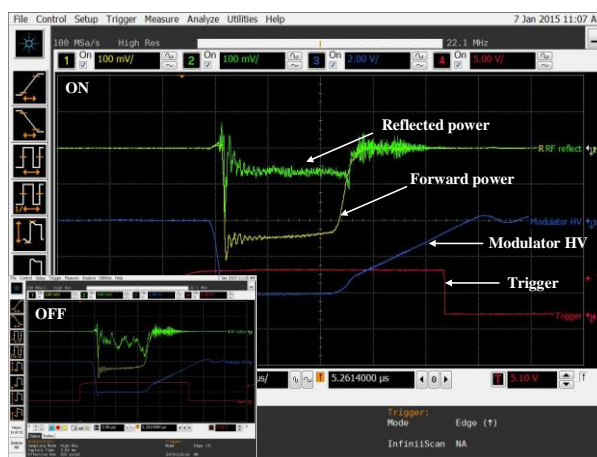 File Control Setup Trigger Measure Analyze Utilities Help 7 Jan 2015 11:07 A
100 MSa/s High Res 22.1 MHz
1 On 100 mV/ 2 On 100 mV/ 3 On 2.00 V/ 4 On 5.00 V/
ON
Reflected power
R RF reflect
Forward power
Modulator HV
Modulator HV
Trigger
Trigger
OFF
µs/ 5.2614000 µs 0 T 5.10 V
Trigger:
Mode Edge (↑)
InfiniiScan NA